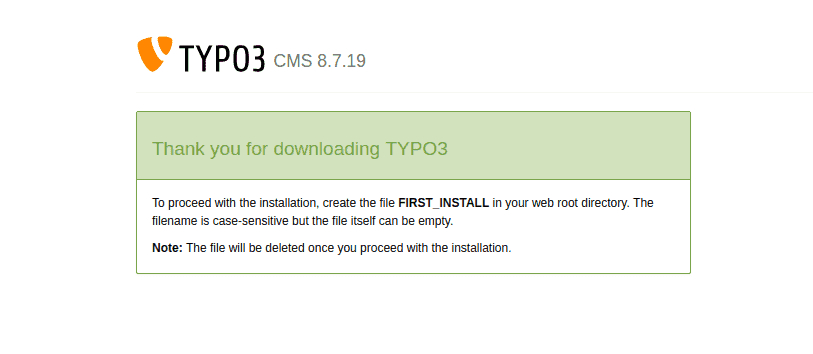 TYPO3 CMS 8.7.19
Thank you for downloading TYPO3
To proceed with the installation, create the file FIRST_INSTALL in your web root directory. The
filename is case-sensitive but the file itself can be empty.
Note: The file will be deleted once you proceed with the installation.